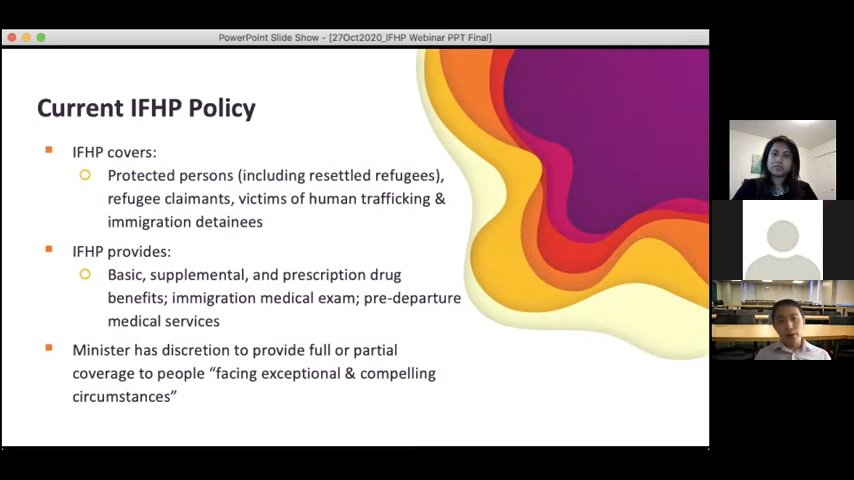 PowerPoint Slide Show - [27Oct2020_IFHP Webinar PPT Final]
Current IFHP Policy
IFHP covers:
Protected persons (including resettled refugees),
refugee claimants, victims of human trafficking &
immigration detainees
IFHP provides:
Basic, supplemental, and prescription drug
benefits; immigration medical exam; pre-departure
medical services
Minister has discretion to provide full or partial
coverage to people “facing exceptional & compelling
circumstances”